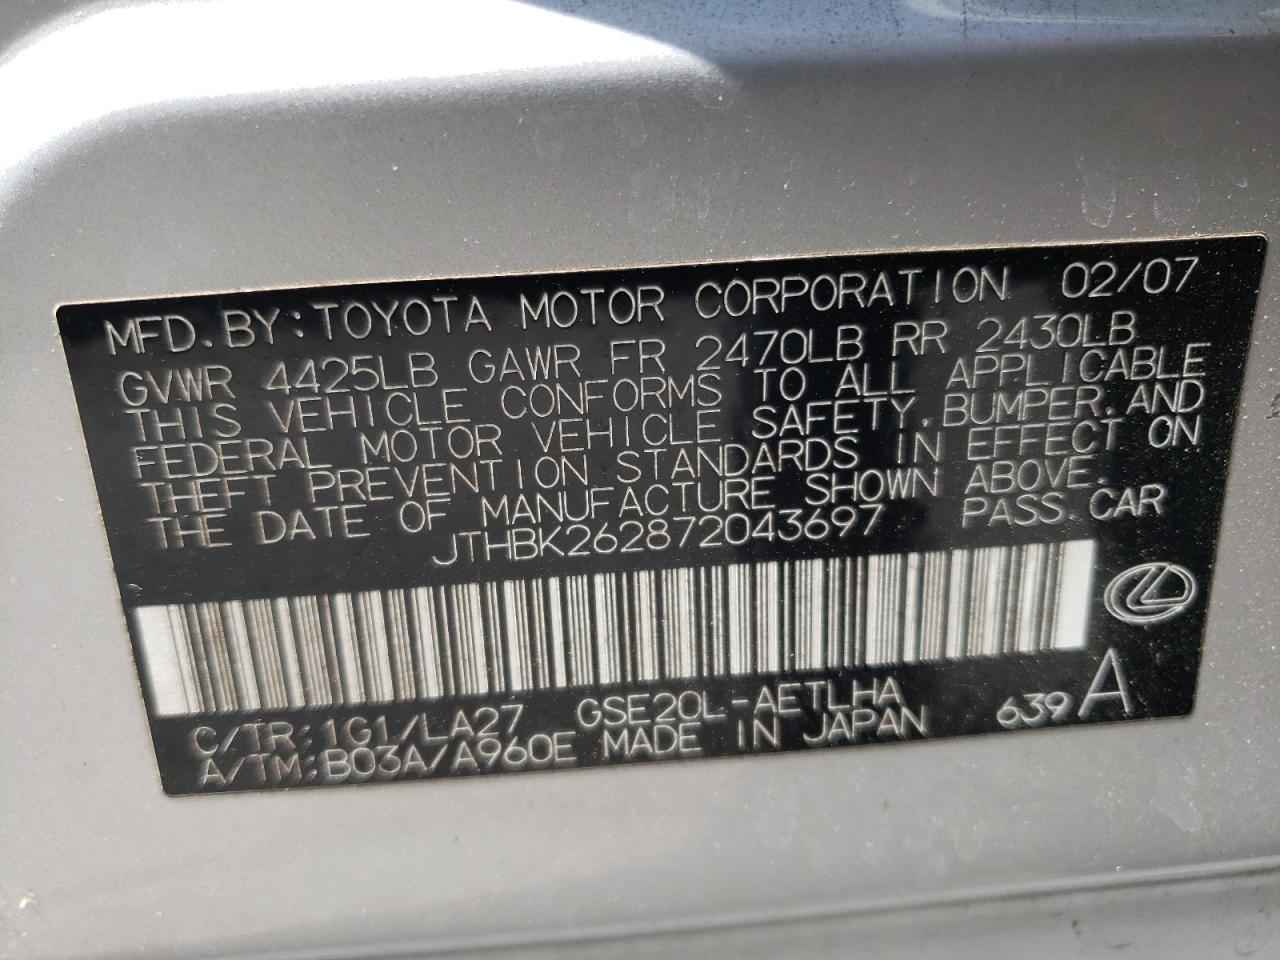 MFD. BY: TOYOTA MOTOR CORPORATION 02/07
GVWR 4425LB GAWR FR 2470LB RR 2430LB
THIS VEHICLE CONFORMS TO ALL APPLICABLE
FEDERAL MOTOR VEHICLE SAFETY, BUMPER, AND
THEFT PREVENTION STANDARDS IN EFFECT ON
THE DATE OF MANUFACTURE SHOWN ABOVE.
JTHBK262872043697 PASS CAR
C/TR: 1G1/LA27 GSE20L-AETLHA
A/TM: B03A/A960E MADE IN JAPAN 639 A